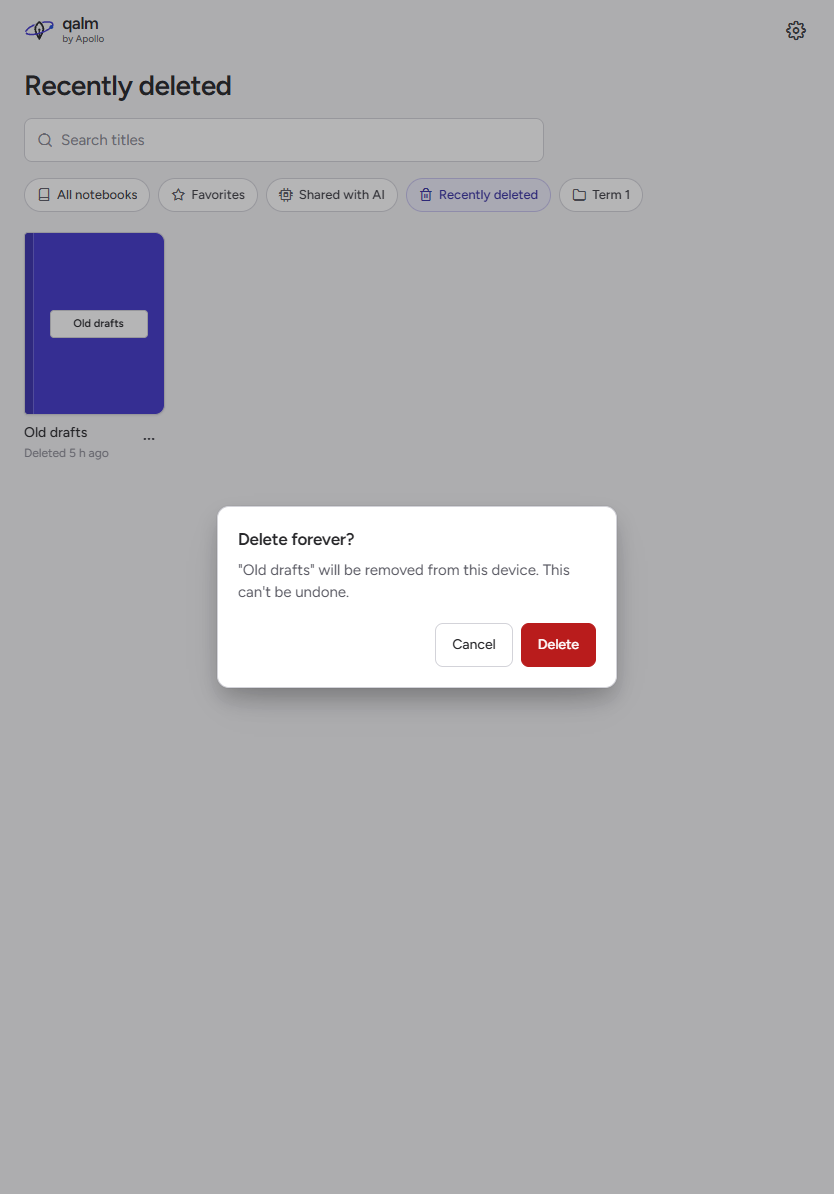 qalm
by Apollo
Recently deleted
Search titles
All notebooks
Favorites
Shared with AI
Recently deleted
Term 1
Old drafts
Old drafts
...
Deleted 5 h ago
Delete forever?
"Old drafts" will be removed from this device. This
can't be undone.
Cancel
Delete